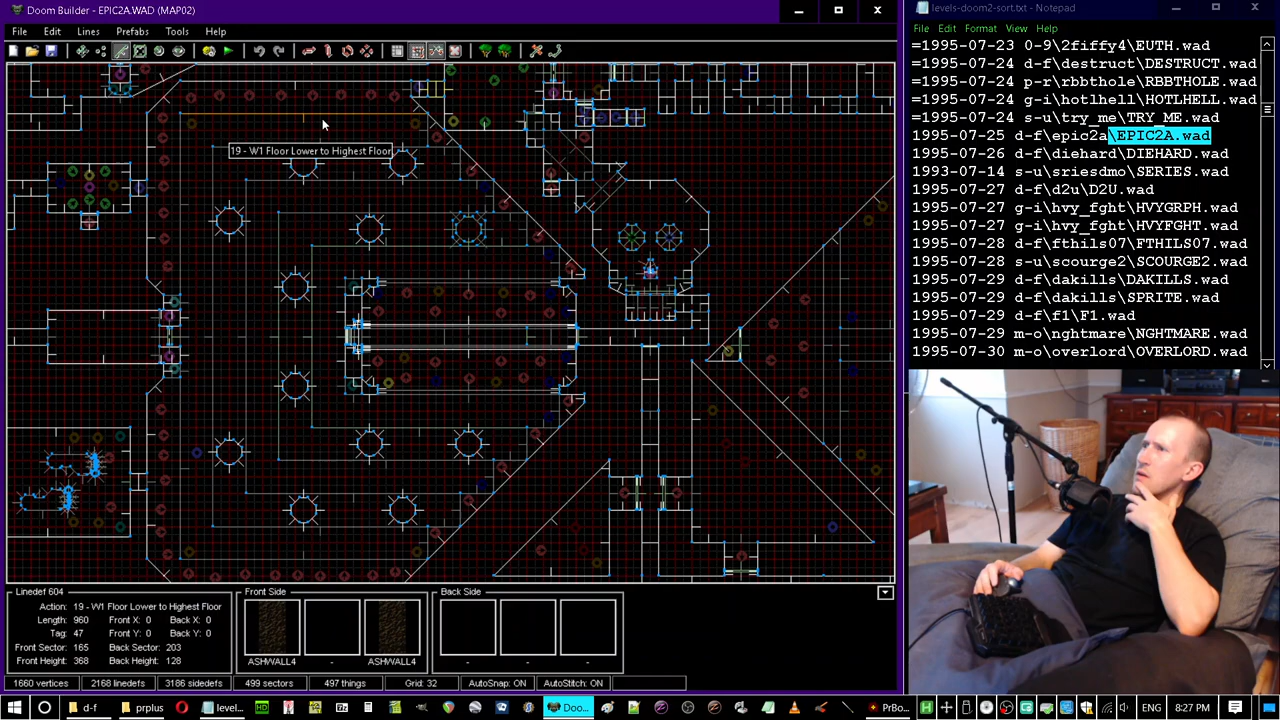 Doom Builder - EPIC2A.WAD (MAP02)
File Edit Lines Prefabs Tools Help
19 - W1 Floor Lower to Highest Floor
Linedef 604
Action: 19 - W1 Floor Lower to Highest Floor
Length: 960 Front X: 0 Back X: 0
Tag: 47 Front Y: 0 Back Y: 0
Front Sector: 165 Back Sector: 203
Front Height: 368 Back Height: 128
Front Side
ASHWALL4 - ASHWALL4
Back Side
- - -
1660 vertices 2168 linedefs 3186 sidedefs 499 sectors 497 things Grid: 32 AutoSnap: ON AutoStitch: ON
levels-doom2-sort.txt - Notepad
File Edit Format View Help
=1995-07-23 0-9\2fiffy4\EUTH.wad
=1995-07-24 d-f\destruct\DESTRUCT.wad
=1995-07-24 p-r\rbbthole\RBBTHOLE.wad
=1995-07-24 g-i\hotlhell\HOTLHELL.wad
=1995-07-24 s-u\try_me\TRY_ME.wad
1995-07-25 d-f\epic2a\EPIC2A.wad
1995-07-26 d-f\diehard\DIEHARD.wad
1993-07-14 s-u\sriesdmo\SERIES.wad
1995-07-27 d-f\d2u\D2U.wad
1995-07-27 g-i\hvy_fght\HVYGRPH.wad
1995-07-27 g-i\hvy_fght\HVYFGHT.wad
1995-07-28 d-f\fthils07\FTHILS07.wad
1995-07-28 s-u\scourge2\SCOURGE2.wad
1995-07-29 d-f\dakills\DAKILLS.wad
1995-07-29 d-f\dakills\SPRITE.wad
1995-07-29 d-f\f1\F1.wad
1995-07-29 m-o\nghtmare\NGHTMARE.wad
1995-07-30 m-o\overlord\OVERLORD.wad
d-f prplus level... Doo... PrBo... ENG 8:27 PM